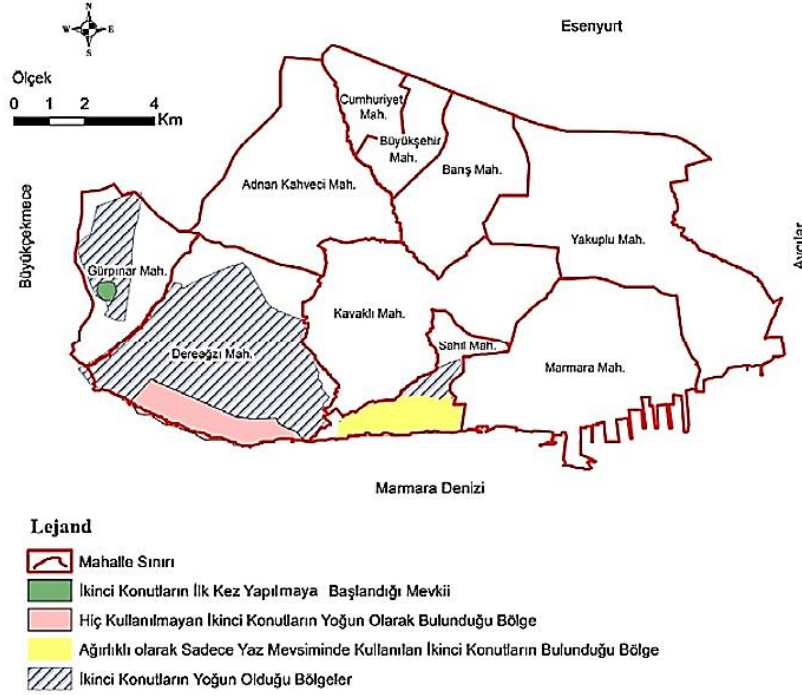 N
W E
S
Esenyurt
Ölçek
0 1 2 4
Km
Cumhuriyet
Mah.
Büyükşehir
Mah.
Barış Mah.
Adnan Kahveci Mah.
Büyükçekmece
Yakuplu Mah.
Avcılar
Gürpınar Mah.
Kavaklı Mah.
Sahil Mah.
Dereağzı Mah.
Marmara Mah.
Marmara Denizi
Lejand
Mahalle Sınırı
İkinci Konutların İlk Kez Yapılmaya Başlandığı Mevkii
Hiç Kullanılmayan İkinci Konutların Yoğun Olarak Bulunduğu Bölge
Ağırlıklı olarak Sadece Yaz Mevsiminde Kullanılan İkinci Konutların Bulunduğu Bölge
İkinci Konutların Yoğun Olduğu Bölgeler